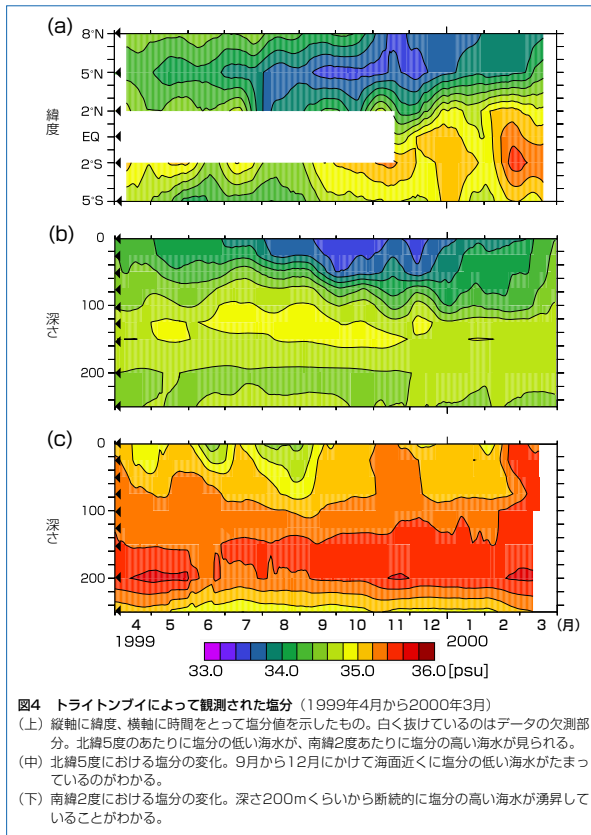 (a)
8°N
5°N
2°N
EQ
2°S
5°S
緯度
(b)
0
100
200
深さ
(c)
0
100
200
深さ
4 5 6 7 8 9 10 11 12 1 2 3 (月)
1999 2000
33.0 34.0 35.0 36.0 [psu]
図4 トライトンブイによって観測された塩分（1999年4月から2000年3月）
（上）縦軸に緯度、横軸に時間をとって塩分値を示したもの。白く抜けているのはデータの欠測部
分。北緯5度のあたりに塩分の低い海水が、南緯2度あたりに塩分の高い海水が見られる。
（中）北緯5度における塩分の変化。9月から12月にかけて海面近くに塩分の低い海水がたまっ
ているのがわかる。
（下）南緯2度における塩分の変化。深さ200mくらいから断続的に塩分の高い海水が湧昇して
いることがわかる。